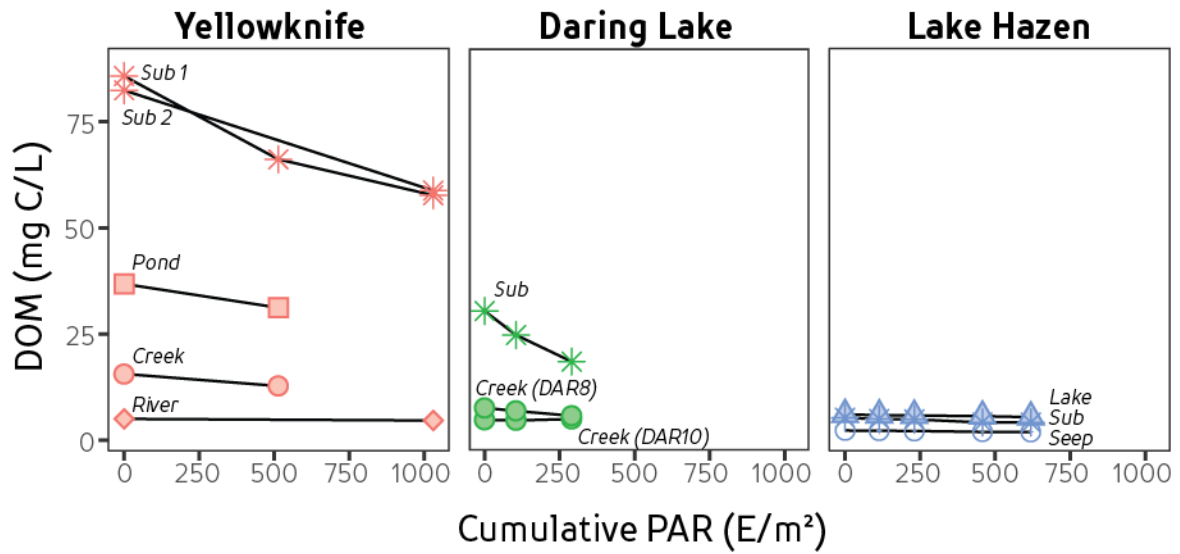 Yellowknife Daring Lake Lake Hazen
DOM (mg C/L)
75
50
25
0
Sub 1
Sub 2
Pond
Creek
River
0 250 500 750 1000
Sub
Creek (DAR8)
Creek (DAR10)
0 250 500 750 1000
Lake
Sub
Seep
0 250 500 750 1000
Cumulative PAR (E/m²)